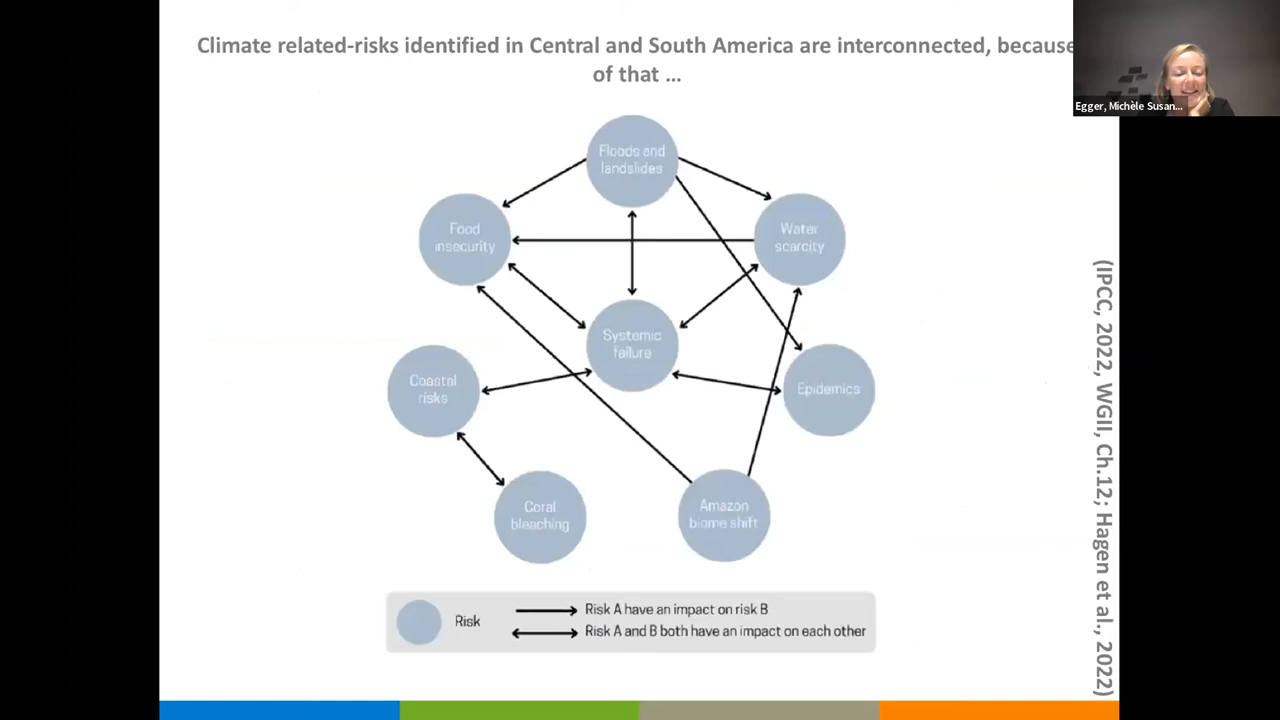 Climate related-risks identified in Central and South America are interconnected, because
of that ...
Egger, Michèle Susan...
Floods and
landslides
Food
insecurity
Water
scarcity
Systemic
failure
Coastal
risks
Epidemics
Coral
bleaching
Amazon
biome shift
Risk
Risk A have an impact on risk B
Risk A and B both have an impact on each other
(IPCC, 2022, WGII, Ch.12; Hagen et al., 2022)